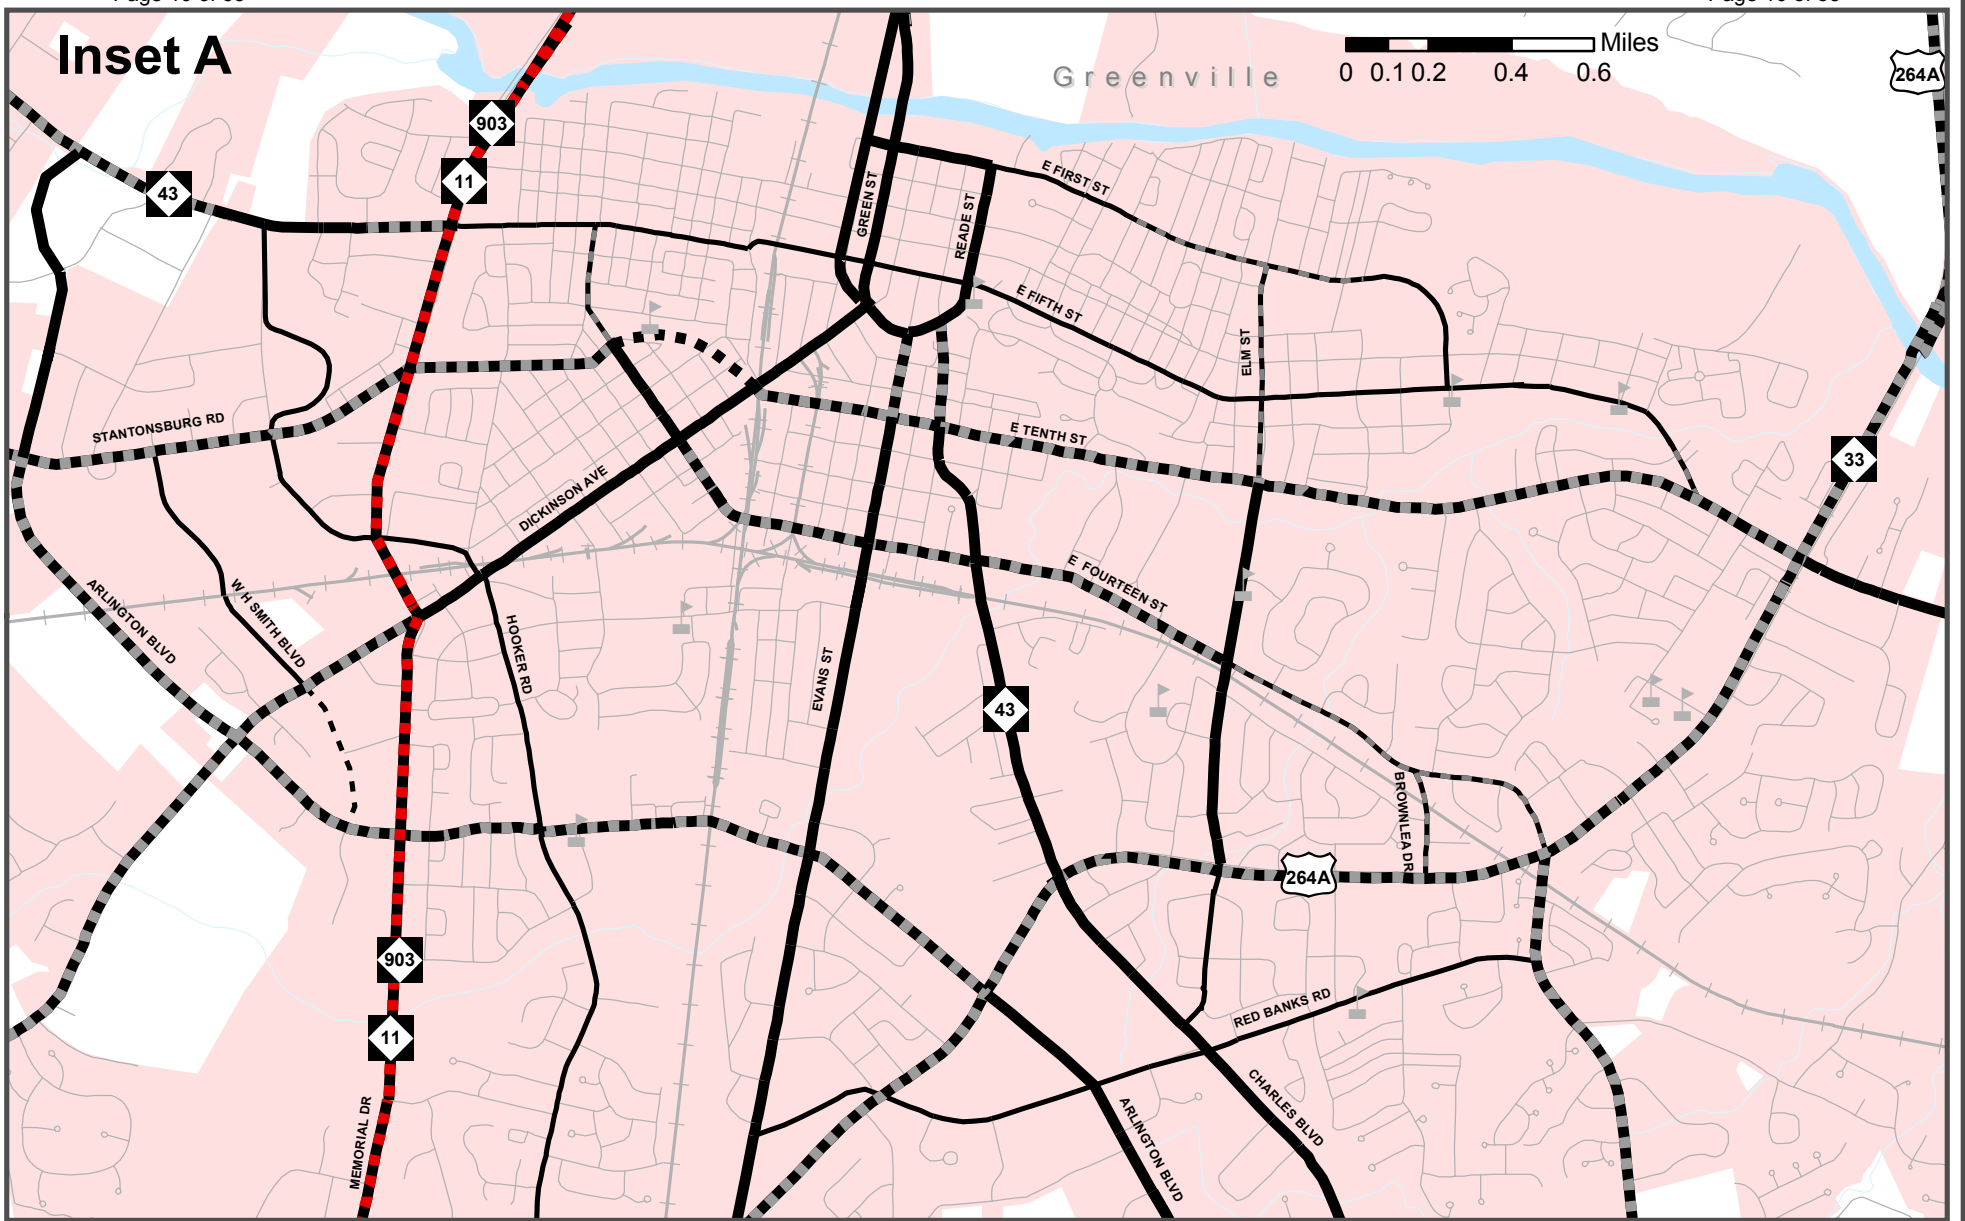 Inset A
Greenville
Miles
0 0.1 0.2 0.4 0.6
264A
903
11
43
E FIRST ST
GREEN ST
READE ST
E FIFTH ST
ELM ST
STANTONSBURG RD
E TENTH ST
33
DICKINSON AVE
E FOURTEEN ST
ARLINGTON BLVD
W H SMITH BLVD
HOOKER RD
EVANS ST
43
BROWNLEA DR
264A
903
RED BANKS RD
11
MEMORIAL DR
ARLINGTON BLVD
CHARLES BLVD